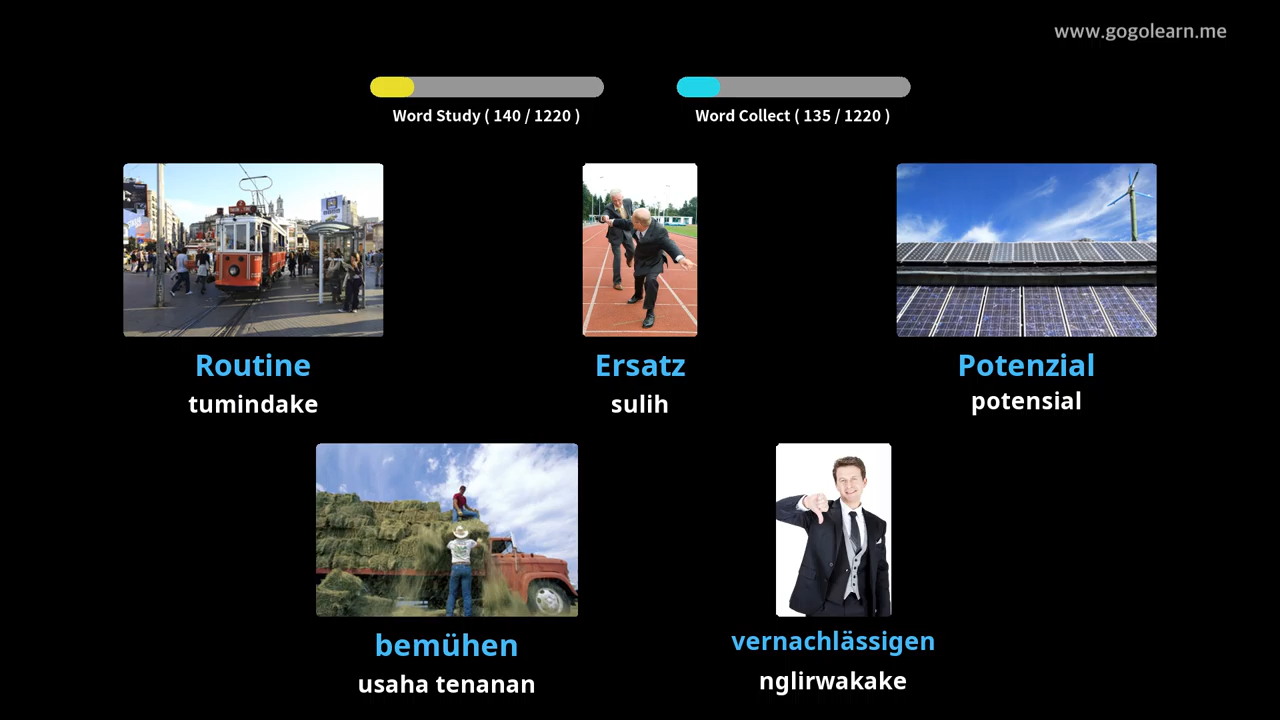 www.gogolearn.me
Word Study ( 140 / 1220 )
Word Collect ( 135 / 1220 )
Routine
tumindake
Ersatz
sulih
Potenzial
potensial
bemühen
usaha tenanan
vernachlässigen
nglirwakake